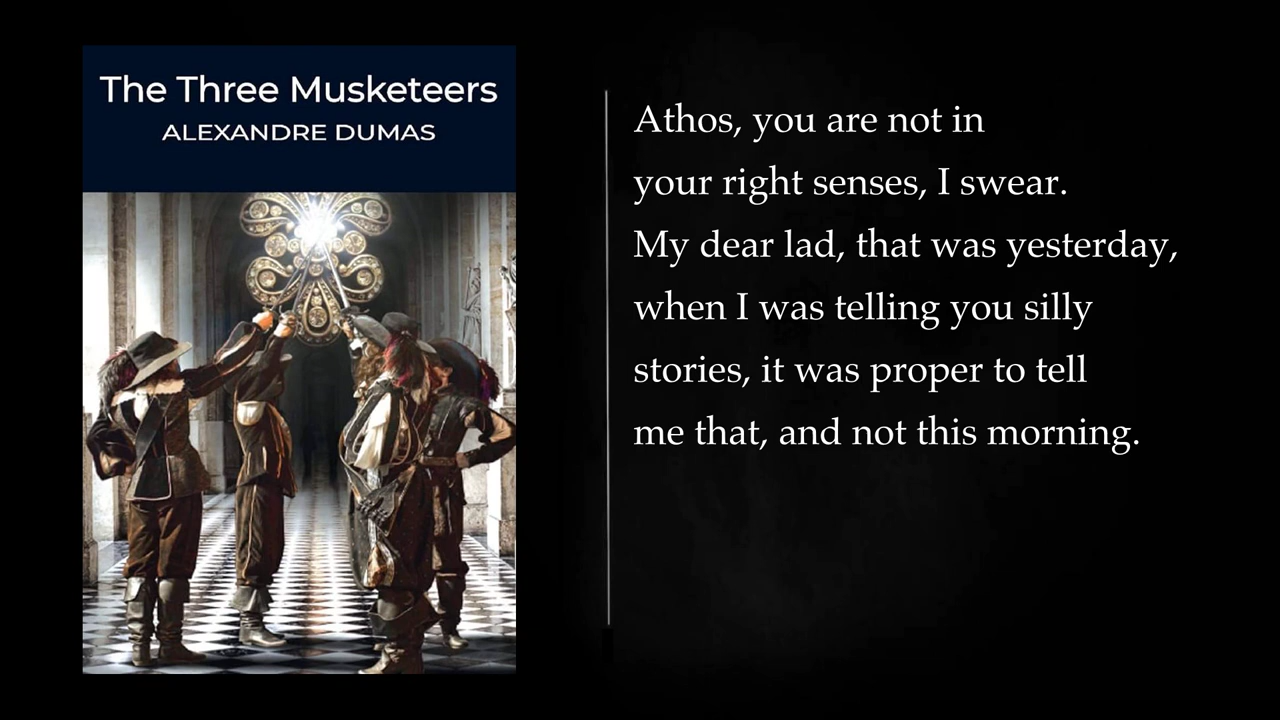 The Three Musketeers
ALEXANDRE DUMAS
Athos, you are not in
your right senses, I swear.
My dear lad, that was yesterday,
when I was telling you silly
stories, it was proper to tell
me that, and not this morning.